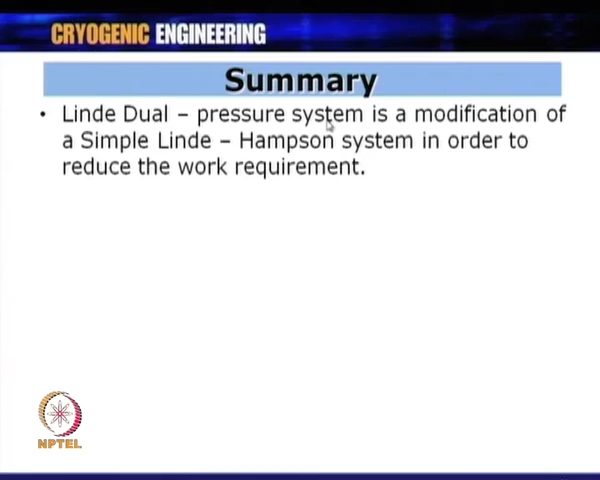 CRYOGENIC ENGINEERING
Summary
• Linde Dual – pressure system is a modification of
a Simple Linde – Hampson system in order to
reduce the work requirement.
NPTEL